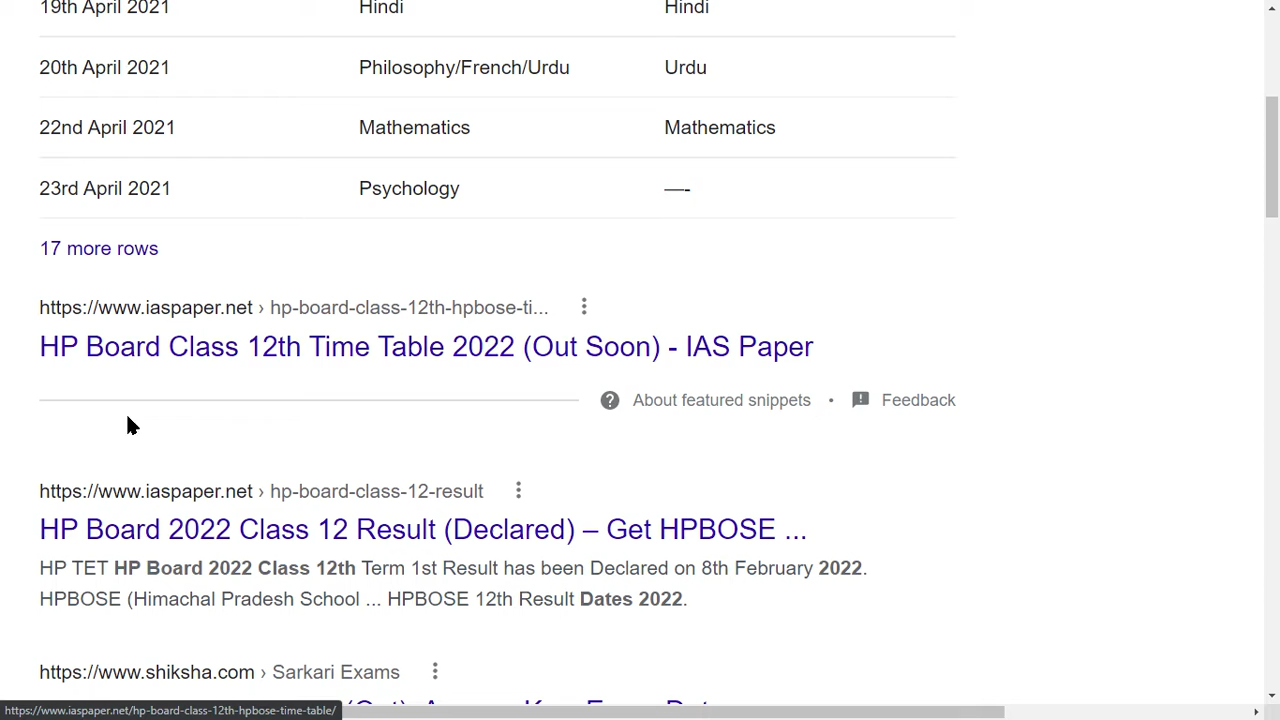 19th April 2021 Hindi Hindi
20th April 2021 Philosophy/French/Urdu Urdu
22nd April 2021 Mathematics Mathematics
23rd April 2021 Psychology —-
17 more rows
https://www.iaspaper.net › hp-board-class-12th-hpbose-ti...
HP Board Class 12th Time Table 2022 (Out Soon) - IAS Paper
About featured snippets • Feedback
https://www.iaspaper.net › hp-board-class-12-result
HP Board 2022 Class 12 Result (Declared) – Get HPBOSE ...
HP TET HP Board 2022 Class 12th Term 1st Result has been Declared on 8th February 2022.
HPBOSE (Himachal Pradesh School ... HPBOSE 12th Result Dates 2022.
https://www.shiksha.com › Sarkari Exams
https://www.iaspaper.net/hp-board-class-12th-hpbose-time-table/